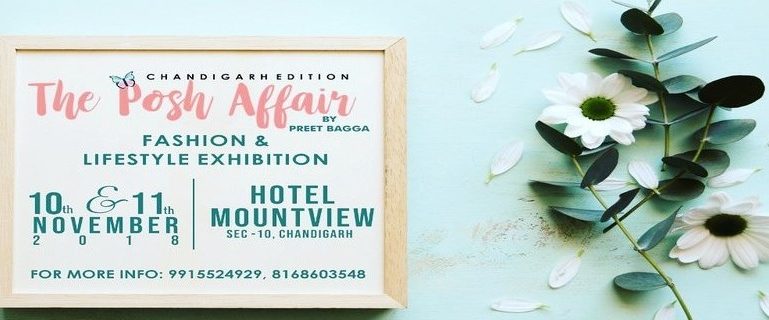 CHANDIGARH EDITION
The Posh Affair
BY
PREET BAGGA
FASHION &
LIFESTYLE EXHIBITION
10th & 11th
NOVEMBER
2018
HOTEL
MOUNTVIEW
SEC -10, CHANDIGARH
FOR MORE INFO: 9915524929, 8168603548